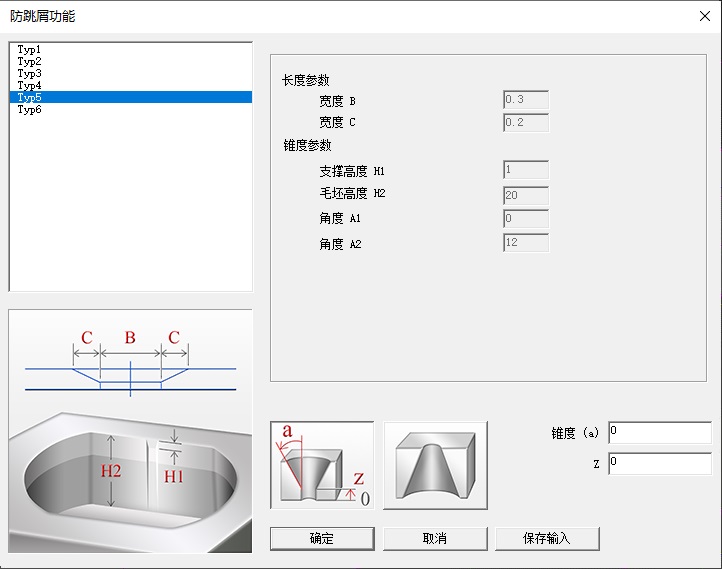 防跳屑功能
Typ1
Typ2
Typ3
Typ4
Typ5
Typ6
长度参数
宽度 B
0.3
宽度 C
0.2
锥度参数
支撑高度 H1
1
毛坯高度 H2
20
角度 A1
0
角度 A2
12
C
B
C
H2
H1
a
Z
0
锥度 (a)
0
Z
0
确定
取消
保存输入